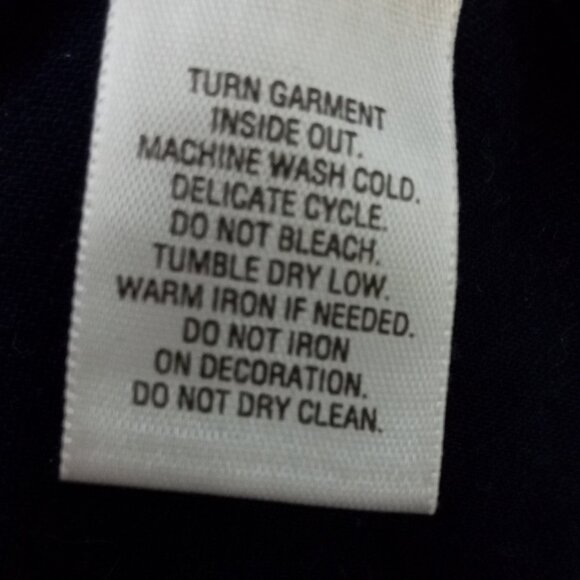 TURN GARMENT
INSIDE OUT.
MACHINE WASH COLD.
DELICATE CYCLE.
DO NOT BLEACH.
TUMBLE DRY LOW.
WARM IRON IF NEEDED.
DO NOT IRON
ON DECORATION.
DO NOT DRY CLEAN.